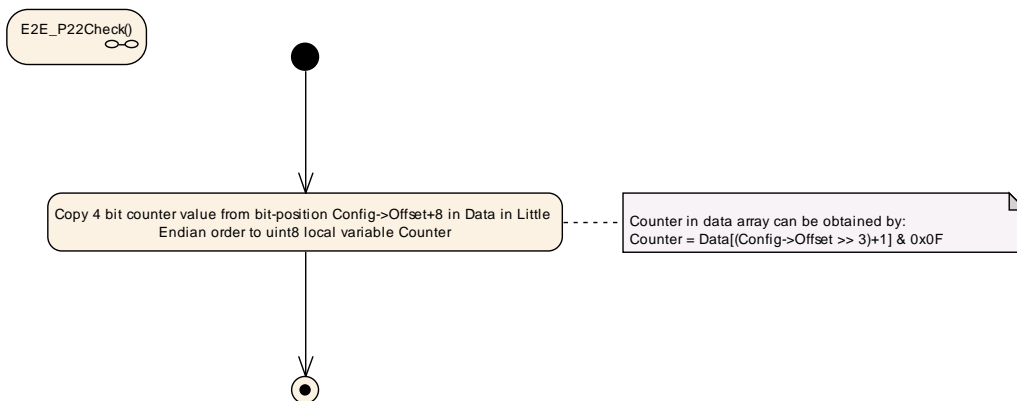 E2E_P22Check()
Copy 4 bit counter value from bit-position Config->Offset+8 in Data in Little
Endian order to uint8 local variable Counter
Counter in data array can be obtained by:
Counter = Data[(Config->Offset >> 3)+1] & 0x0F